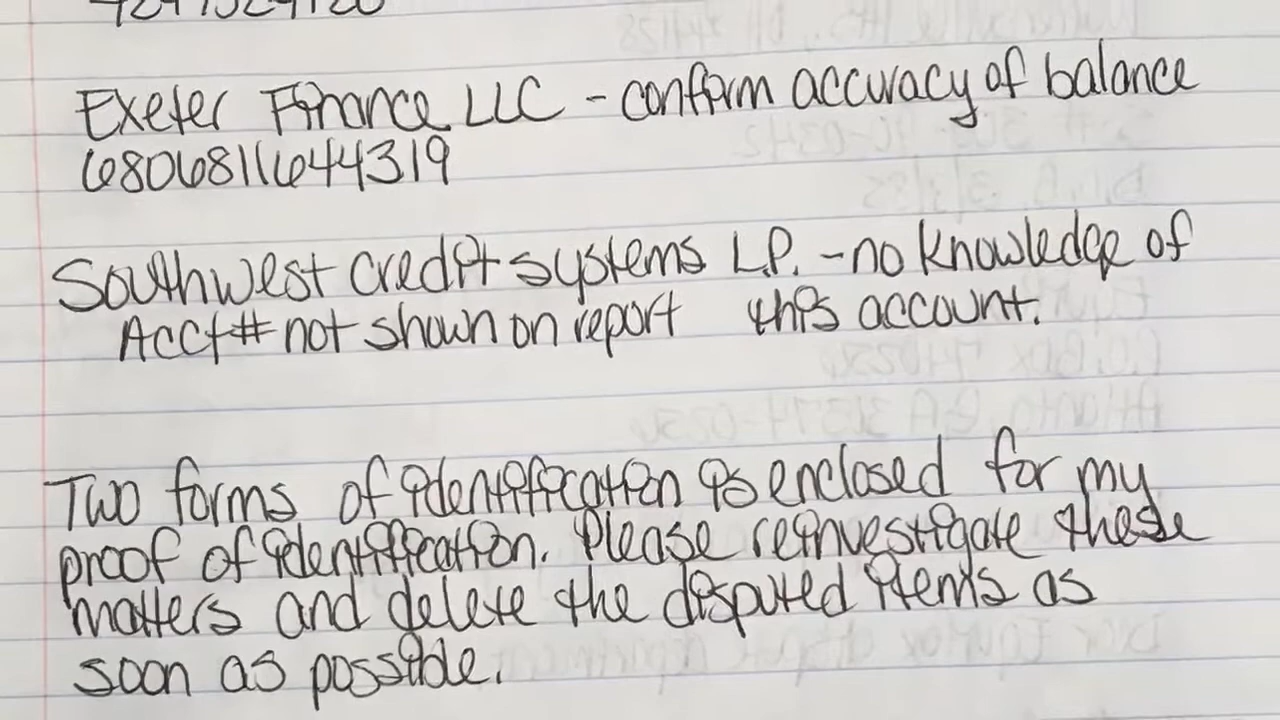 Exeter Finance LLC - confirm accuracy of balance
6806811644319
Southwest credit systems L.P. - no knowledge of
Acct# not shown on report this account.
Two forms of identification is enclosed for my
proof of identification. Please reinvestigate these
matters and delete the disputed items as
soon as possible.